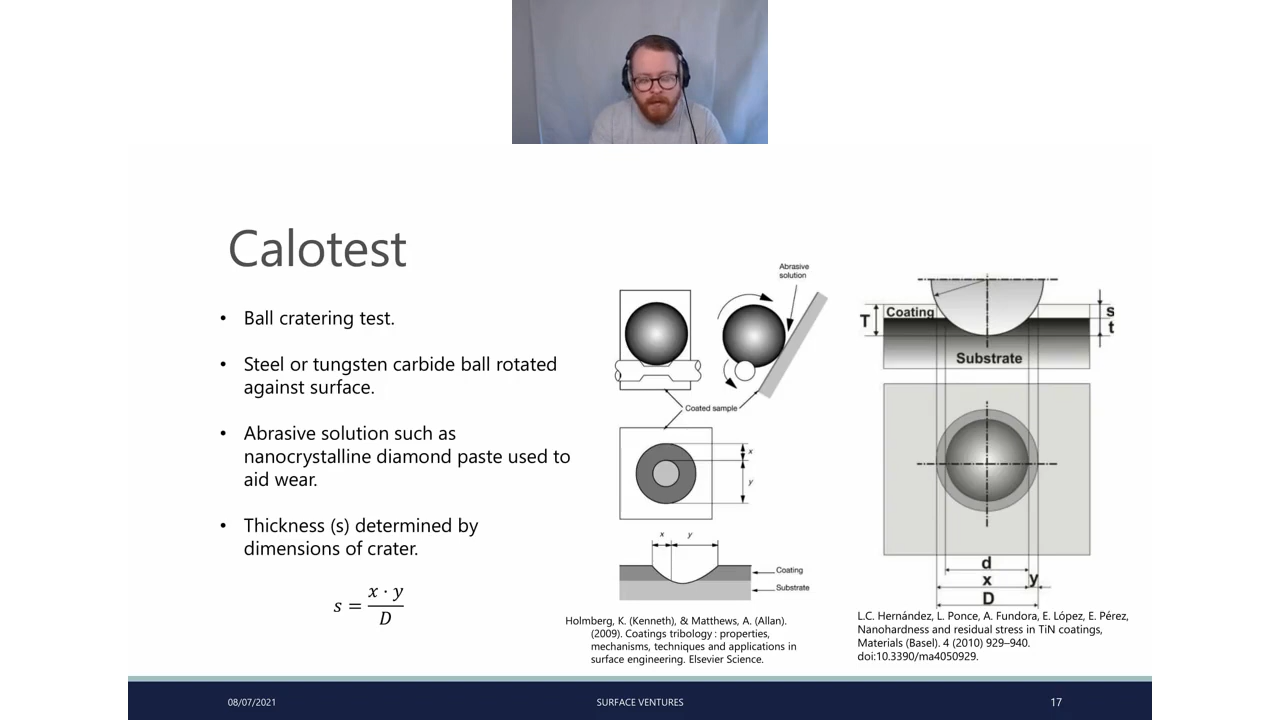 Calotest
• Ball cratering test.
• Steel or tungsten carbide ball rotated
against surface.
• Abrasive solution such as
nanocrystalline diamond paste used to
aid wear.
• Thickness (s) determined by
dimensions of crater.
s = x · y / D
Abrasive
solution
Coated sample
x
y
x y
Coating
Substrate
Holmberg, K. (Kenneth), & Matthews, A. (Allan).
(2009). Coatings tribology : properties,
mechanisms, techniques and applications in
surface engineering. Elsevier Science.
T
Coating
s
t
Substrate
d
x
y
D
L.C. Hernández, L. Ponce, A. Fundora, E. López, E. Pérez,
Nanohardness and residual stress in TiN coatings,
Materials (Basel). 4 (2010) 929–940.
doi:10.3390/ma4050929.
08/07/2021
SURFACE VENTURES
17